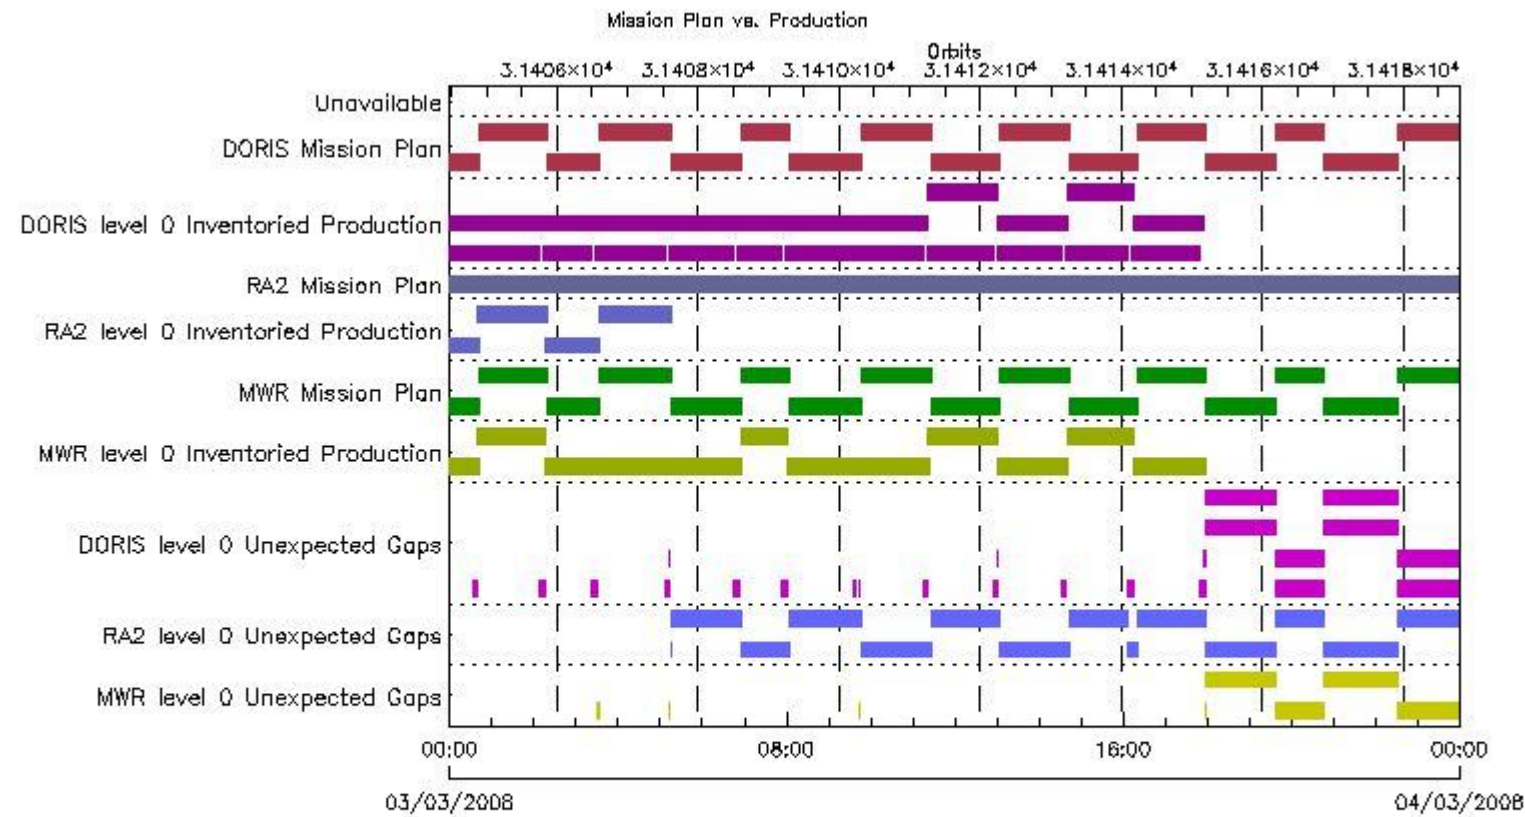 Mission Plan vs. Production
Orbits
3.1406×10⁴ 3.1408×10⁴ 3.1410×10⁴ 3.1412×10⁴ 3.1414×10⁴ 3.1416×10⁴ 3.1418×10⁴
Unavailable
DORIS Mission Plan
DORIS level 0 Inventoried Production
RA2 Mission Plan
RA2 level 0 Inventoried Production
MWR Mission Plan
MWR level 0 Inventoried Production
DORIS level 0 Unexpected Gaps
RA2 level 0 Unexpected Gaps
MWR level 0 Unexpected Gaps
00:00 08:00 16:00 00:00
03/03/2008 04/03/2008